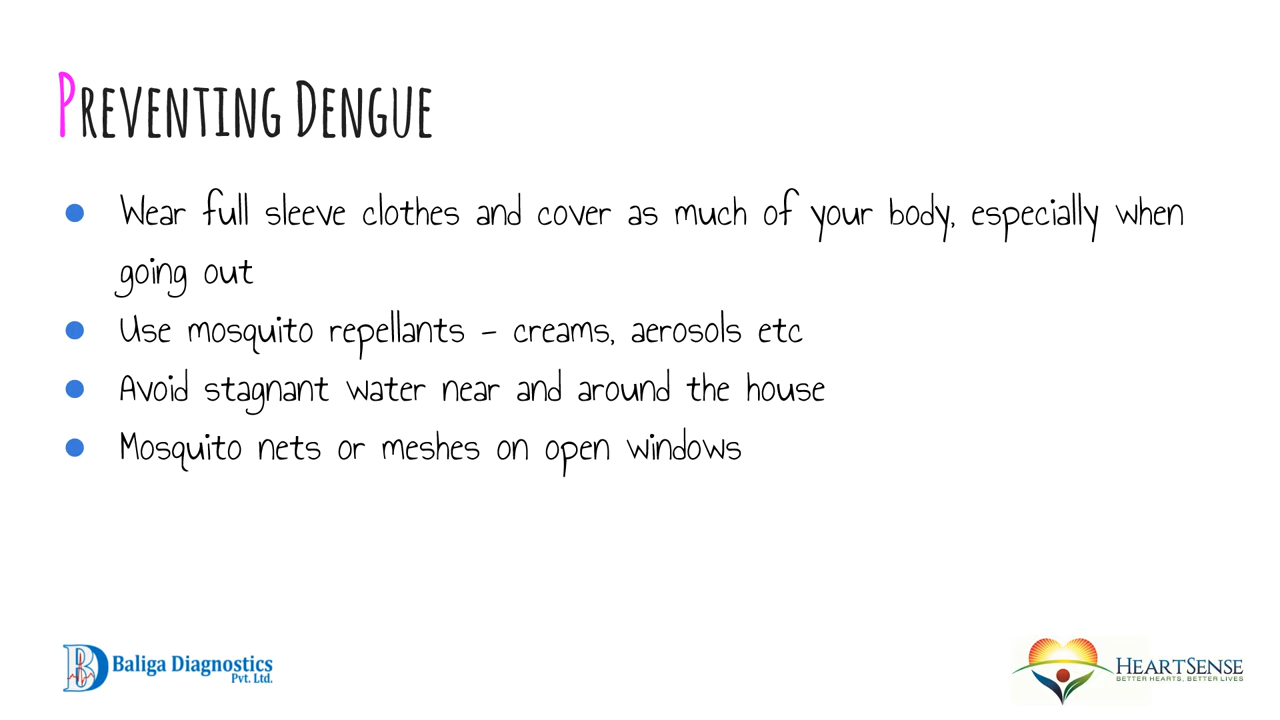 Preventing Dengue
● Wear full sleeve clothes and cover as much of your body, especially when
going out
● Use mosquito repellants - creams, aerosols etc
● Avoid stagnant water near and around the house
● Mosquito nets or meshes on open windows
Baliga Diagnostics
Pvt. Ltd.
HEARTSENSE
BETTER HEARTS, BETTER LIVES